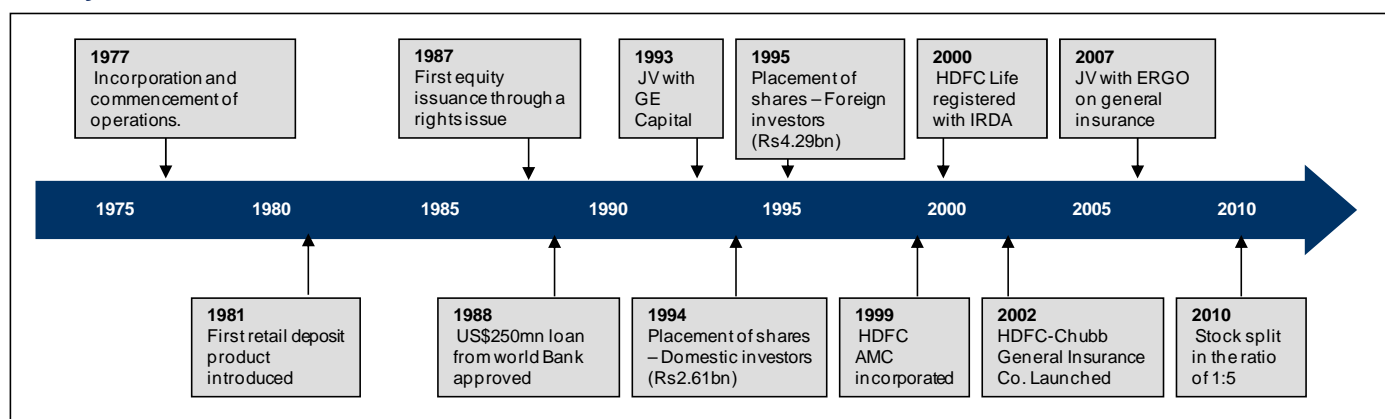 1977
Incorporation and
commencement of
operations.
1987
First equity
issuance through a
rights issue
1993
JV with
GE
Capital
1995
Placement of
shares – Foreign
investors
(Rs4.29bn)
2000
HDFC Life
registered
with IRDA
2007
JV with ERGO
on general
insurance
1975 1980 1985 1990 1995 2000 2005 2010
1981
First retail deposit
product
introduced
1988
US$250mn loan
from world Bank
approved
1994
Placement of shares
– Domestic investors
(Rs2.61bn)
1999
HDFC
AMC
incorporated
2002
HDFC-Chubb
General Insurance
Co. Launched
2010
Stock split
in the ratio
of 1:5